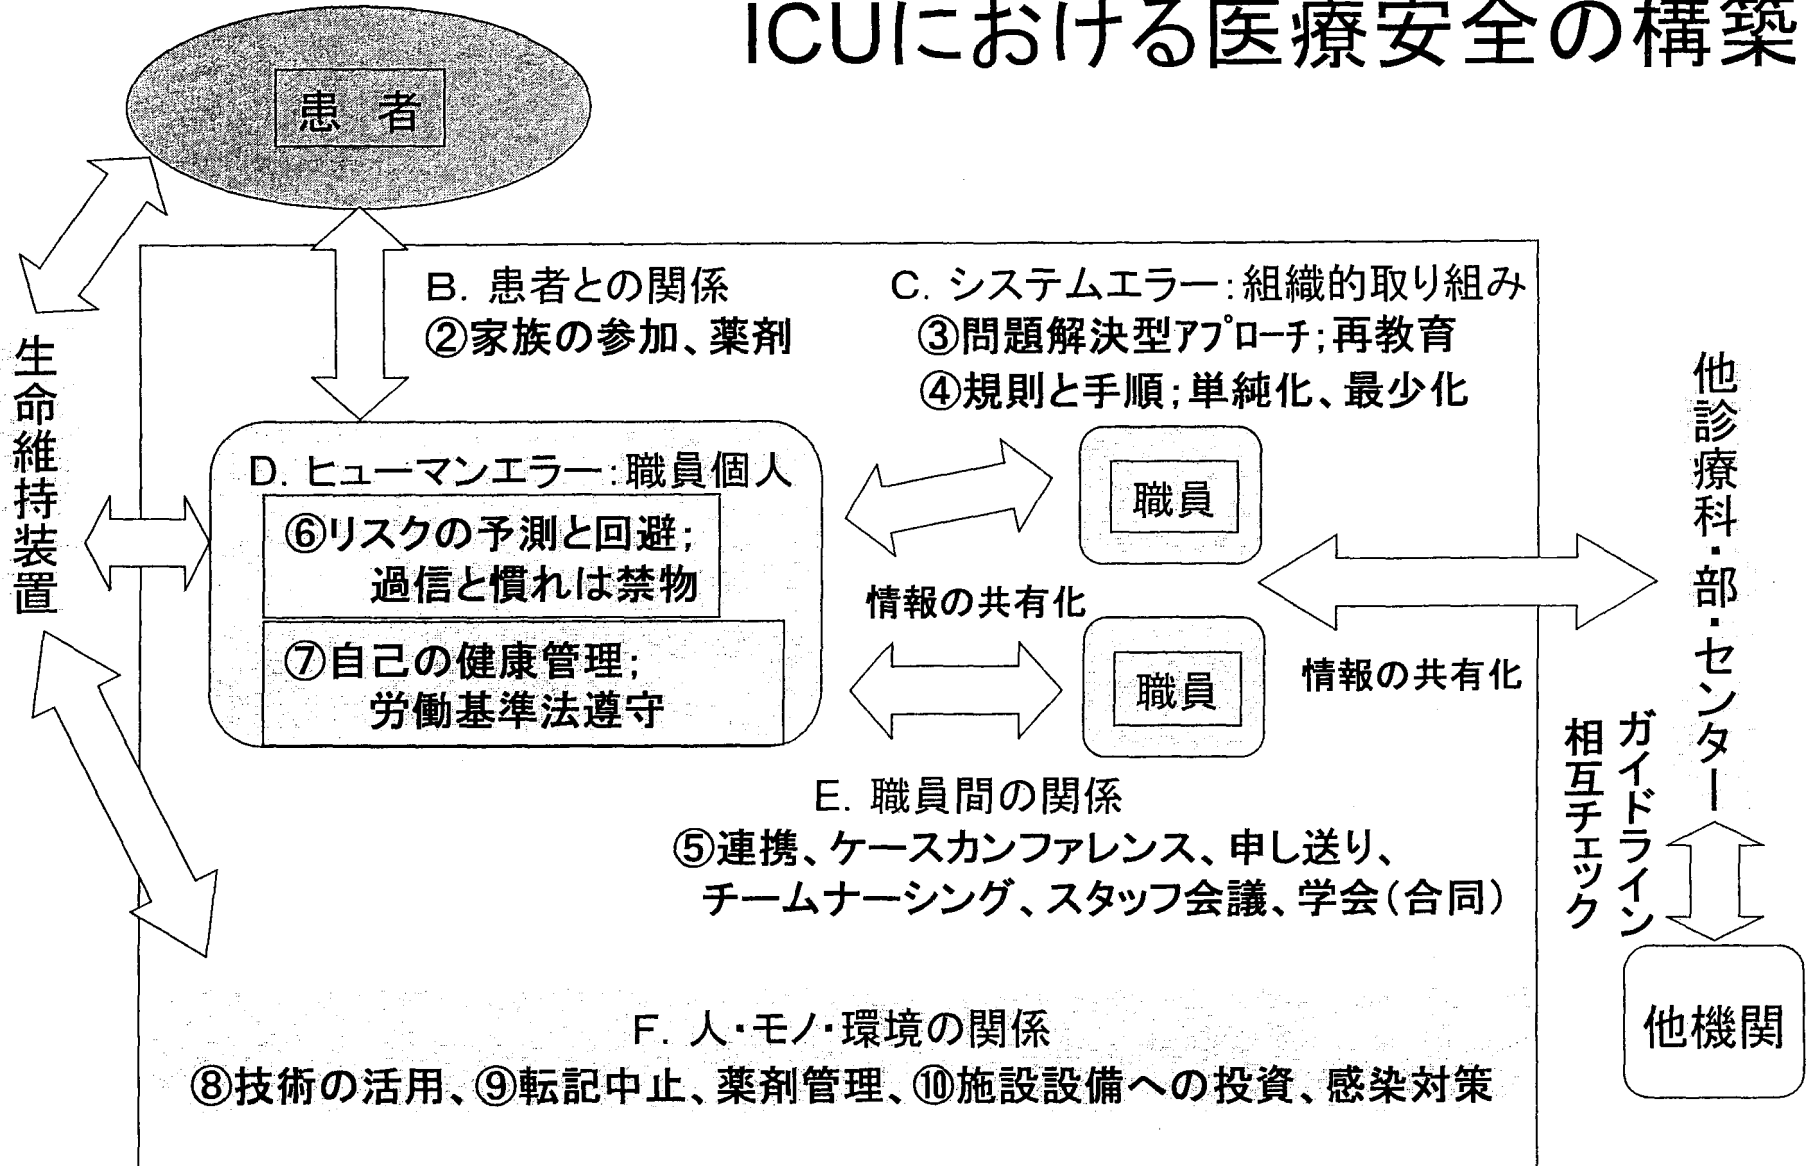 ICUにおける医療安全の構築
患 者
B. 患者との関係
②家族の参加、薬剤
C. システムエラー:組織的取り組み
③問題解決型アプローチ;再教育
④規則と手順;単純化、最少化
生命維持装置
D. ヒューマンエラー:職員個人
⑥リスクの予測と回避;
過信と慣れは禁物
⑦自己の健康管理;
労働基準法遵守
職員
情報の共有化
職員
情報の共有化
他診療科・部・センター
ガイドライン
相互チェック
E. 職員間の関係
⑤連携、ケースカンファレンス、申し送り、
チームナーシング、スタッフ会議、学会(合同)
他機関
F. 人・モノ・環境の関係
⑧技術の活用、⑨転記中止、薬剤管理、⑩施設設備への投資、感染対策